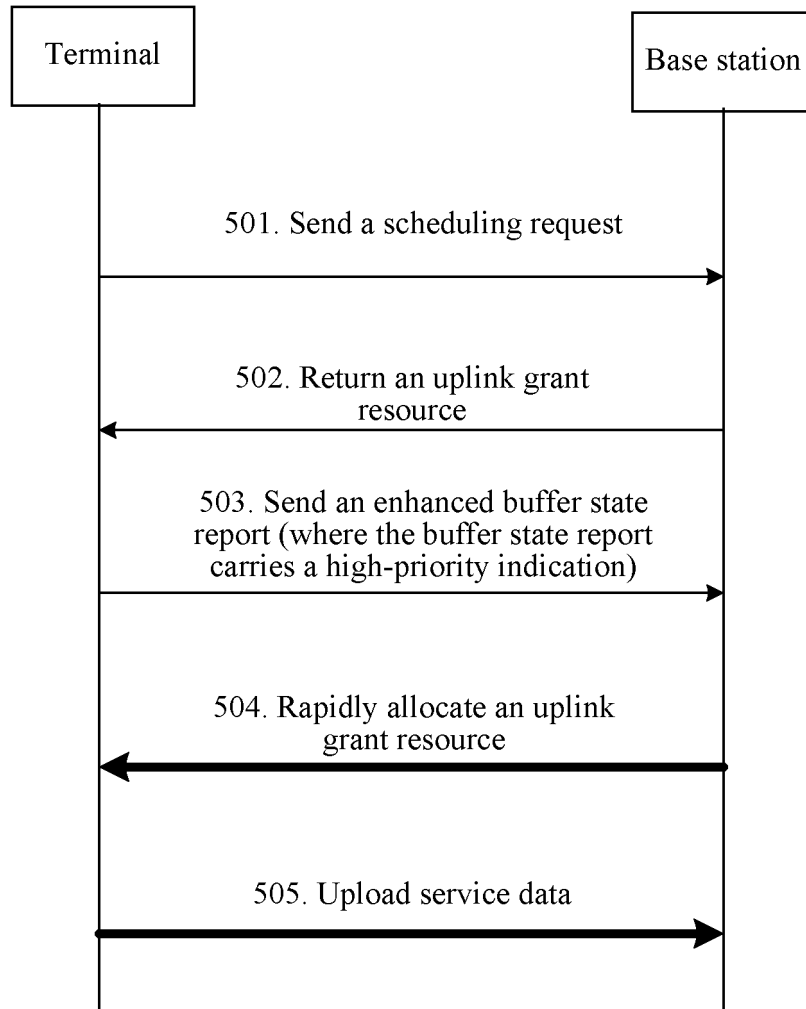 Terminal
Base station
501. Send a scheduling request
502. Return an uplink grant
resource
503. Send an enhanced buffer state
report (where the buffer state report
carries a high-priority indication)
504. Rapidly allocate an uplink
grant resource
505. Upload service data